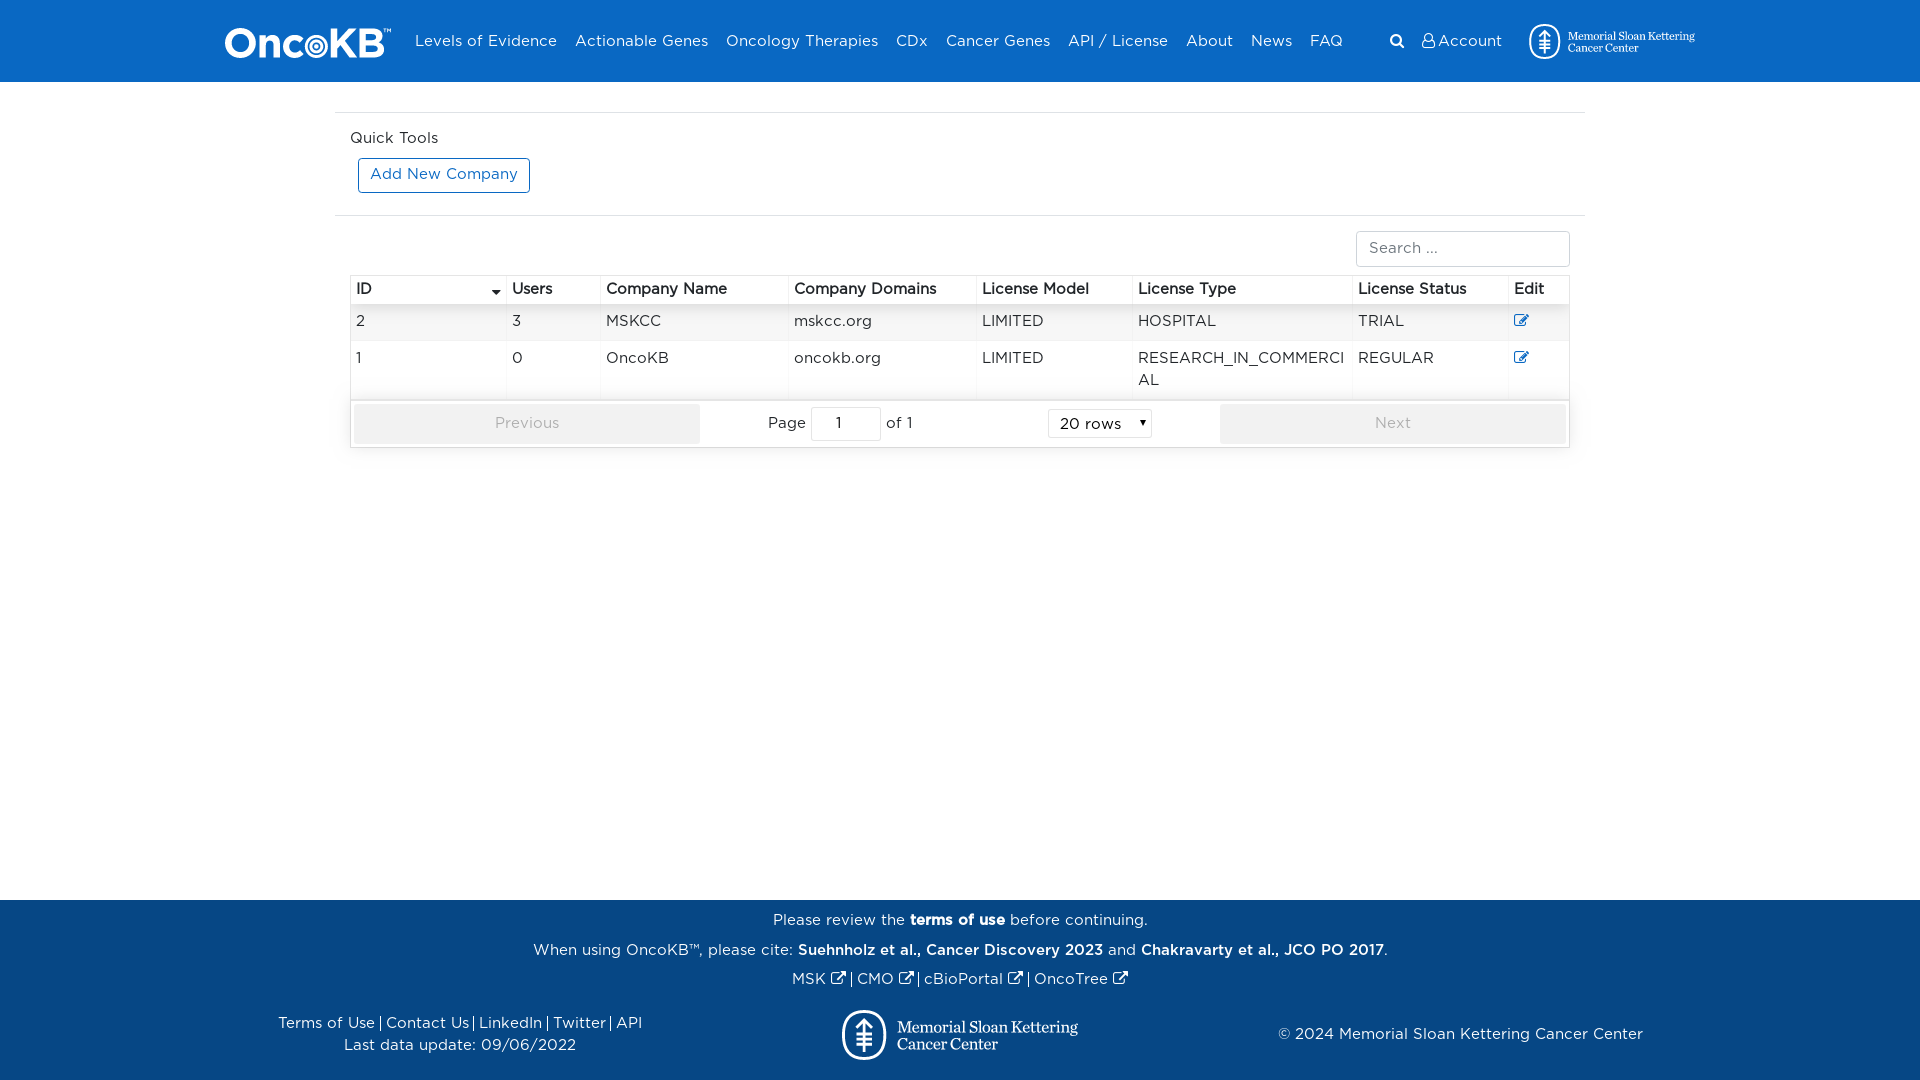 OncoKB™ Levels of Evidence Actionable Genes Oncology Therapies CDx Cancer Genes API / License About News FAQ Account Memorial Sloan Kettering
Cancer Center
Quick Tools
Add New Company
Search ...
ID Users Company Name Company Domains License Model License Type License Status Edit
2 3 MSKCC mskcc.org LIMITED HOSPITAL TRIAL
1 0 OncoKB oncokb.org LIMITED RESEARCH_IN_COMMERCI REGULAR
AL
Previous Page 1 of 1 20 rows Next
Please review the terms of use before continuing.
When using OncoKB™, please cite: Suehnholz et al., Cancer Discovery 2023 and Chakravarty et al., JCO PO 2017.
MSK | CMO | cBioPortal | OncoTree
Terms of Use | Contact Us | LinkedIn | Twitter | API
Last data update: 09/06/2022
Memorial Sloan Kettering
Cancer Center
© 2024 Memorial Sloan Kettering Cancer Center